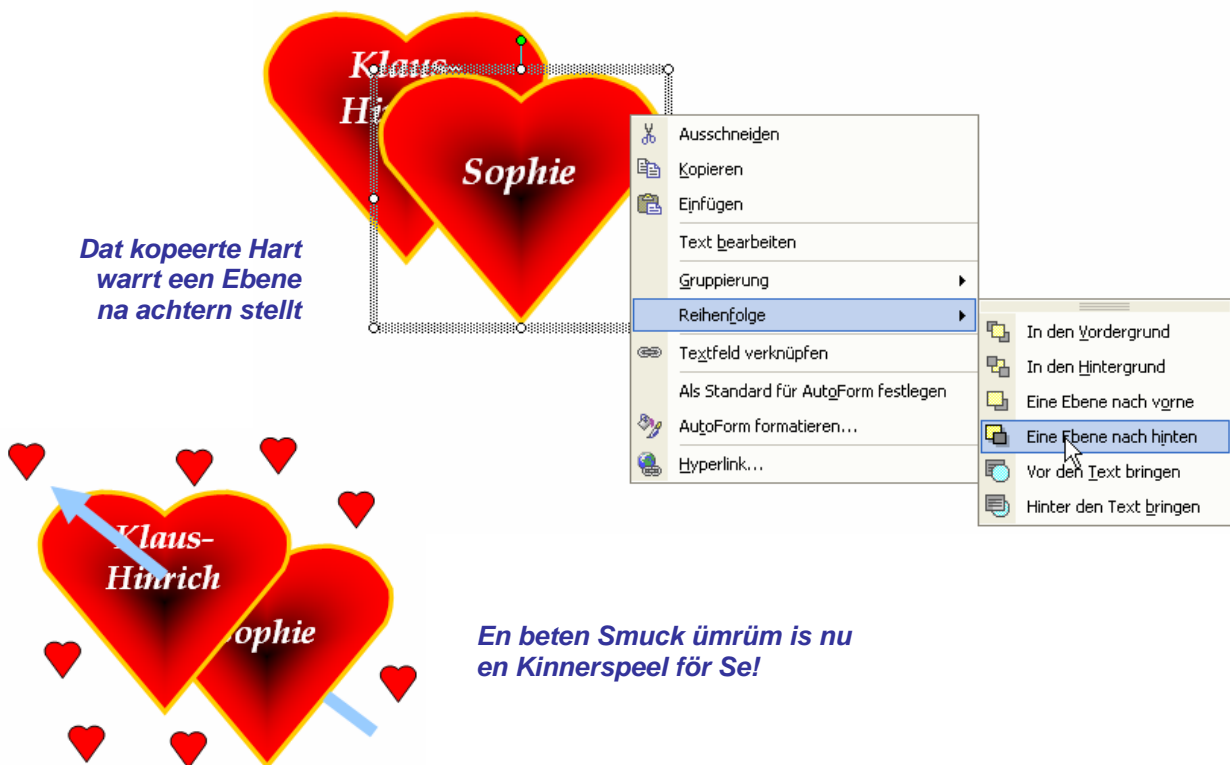 Klaus-
Hi
Sophie
Dat kopeerte Hart
warrt een Ebene
na achtern stellt
Ausschneiden
Kopieren
Einfügen
Text bearbeiten
Gruppierung
Reihenfolge
Textfeld verknüpfen
Als Standard für AutoForm festlegen
AutoForm formatieren...
Hyperlink...
In den Vordergrund
In den Hintergrund
Eine Ebene nach vorne
Eine Ebene nach hinten
Vor den Text bringen
Hinter den Text bringen
Klaus-
Hinrich
ophie
En beten Smuck ümrüm is nu
en Kinnerspeel för Se!